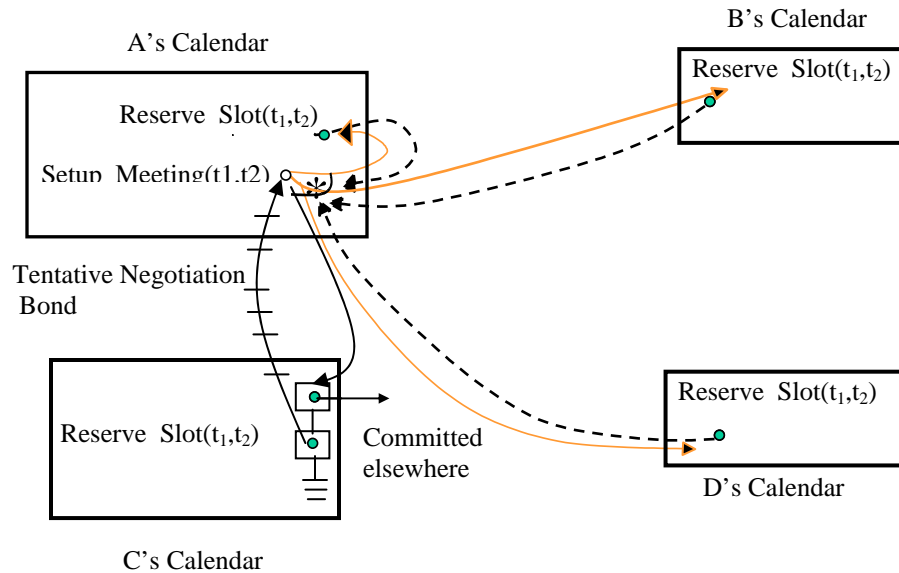 A's Calendar
B's Calendar
Reserve Slot(t₁,t₂)
Reserve Slot(t₁,t₂)
Setup Meeting(t1,t2)
*
Tentative Negotiation
Bond
Reserve Slot(t₁,t₂)
Reserve Slot(t₁,t₂)
Committed
elsewhere
D's Calendar
C's Calendar